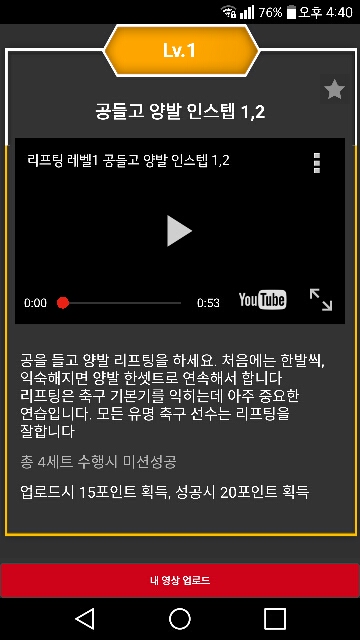 76% 오후 4:40
Lv.1
공들고 양발 인스텝 1,2
리프팅 레벨1 공들고 양발 인스텝 1,2
0:00 0:53 YouTube
공을 들고 양발 리프팅을 하세요. 처음에는 한발씩,
익숙해지면 양발 한셋트로 연속해서 합니다
리프팅은 축구 기본기를 익히는데 아주 중요한
연습입니다. 모든 유명 축구 선수는 리프팅을
잘합니다
총 4세트 수행시 미션성공
업로드시 15포인트 획득, 성공시 20포인트 획득
내 영상 업로드